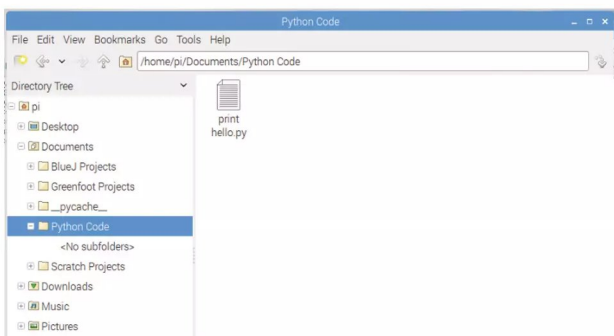 Python Code
File Edit View Bookmarks Go Tools Help
/home/pi/Documents/Python Code
Directory Tree
pi
Desktop
Documents
BlueJ Projects
Greenfoot Projects
__pycache__
Python Code
<No subfolders>
Scratch Projects
Downloads
Music
Pictures
print
hello.py